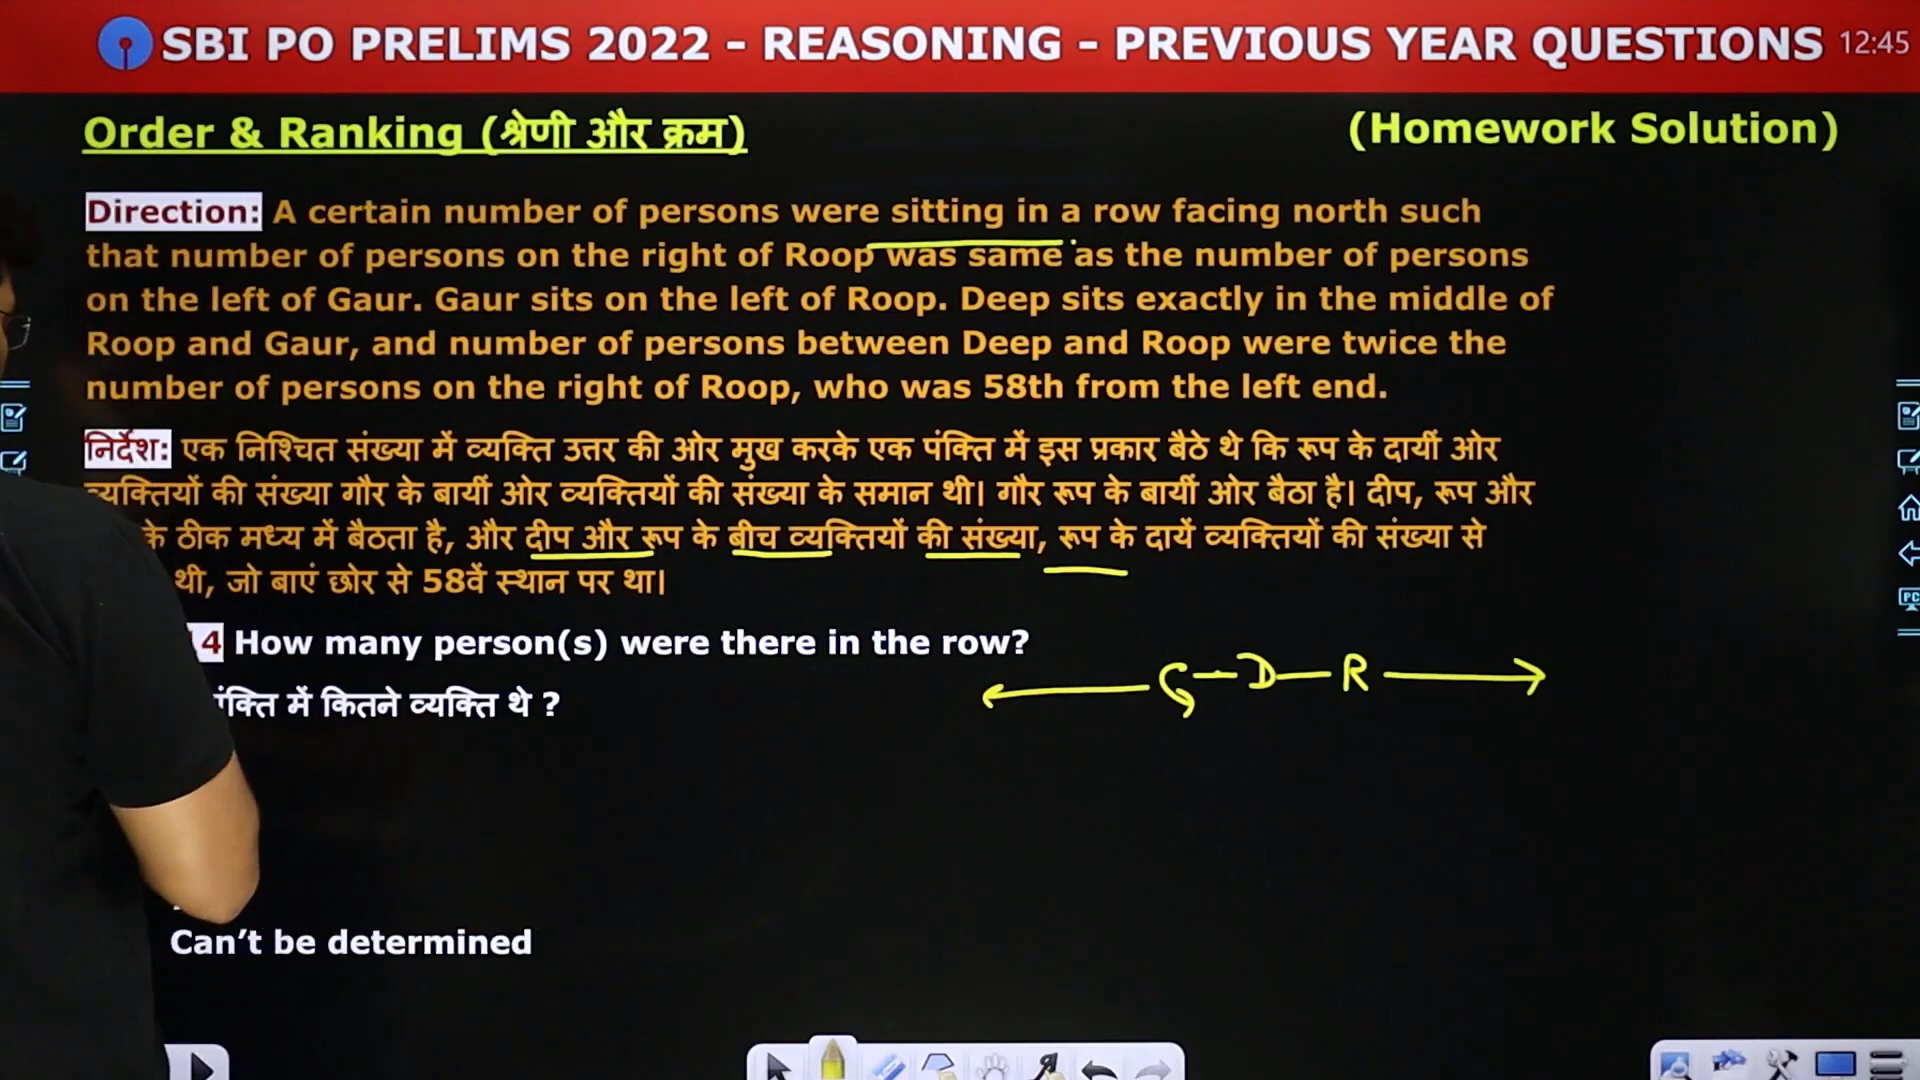 SBI PO PRELIMS 2022 - REASONING - PREVIOUS YEAR QUESTIONS 12:45
Order & Ranking (श्रेणी और क्रम) (Homework Solution)
Direction: A certain number of persons were sitting in a row facing north such
that number of persons on the right of Roop was same as the number of persons
on the left of Gaur. Gaur sits on the left of Roop. Deep sits exactly in the middle of
Roop and Gaur, and number of persons between Deep and Roop were twice the
number of persons on the right of Roop, who was 58th from the left end.
निर्देश: एक निश्चित संख्या में व्यक्ति उत्तर की ओर मुख करके एक पंक्ति में इस प्रकार बैठे थे कि रूप के दायीं ओर
व्यक्तियों की संख्या गौर के बायीं ओर व्यक्तियों की संख्या के समान थी। गौर रूप के बायीं ओर बैठा है। दीप, रूप और
के ठीक मध्य में बैठता है, और दीप और रूप के बीच व्यक्तियों की संख्या, रूप के दायें व्यक्तियों की संख्या से
थी, जो बाएं छोर से 58वें स्थान पर था।
4 How many person(s) were there in the row?
G D R
में कितने व्यक्ति थे ?
Can't be determined
PC